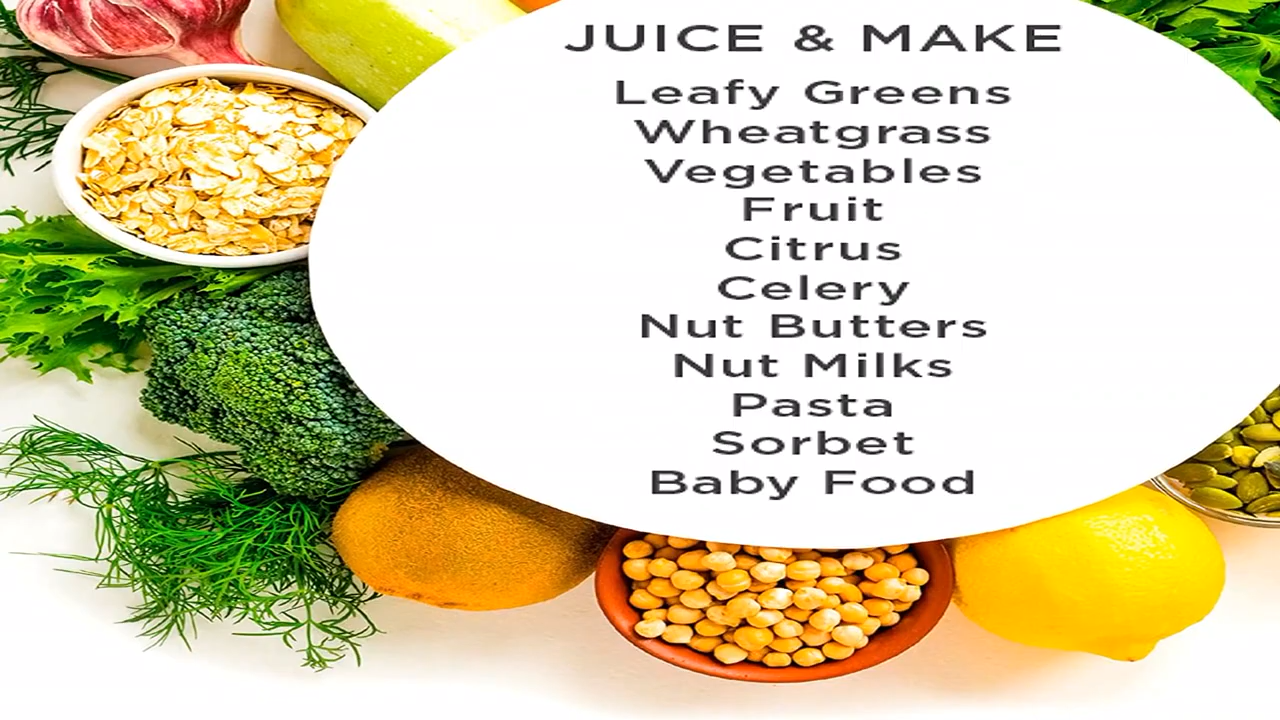 JUICE & MAKE
Leafy Greens
Wheatgrass
Vegetables
Fruit
Citrus
Celery
Nut Butters
Nut Milks
Pasta
Sorbet
Baby Food